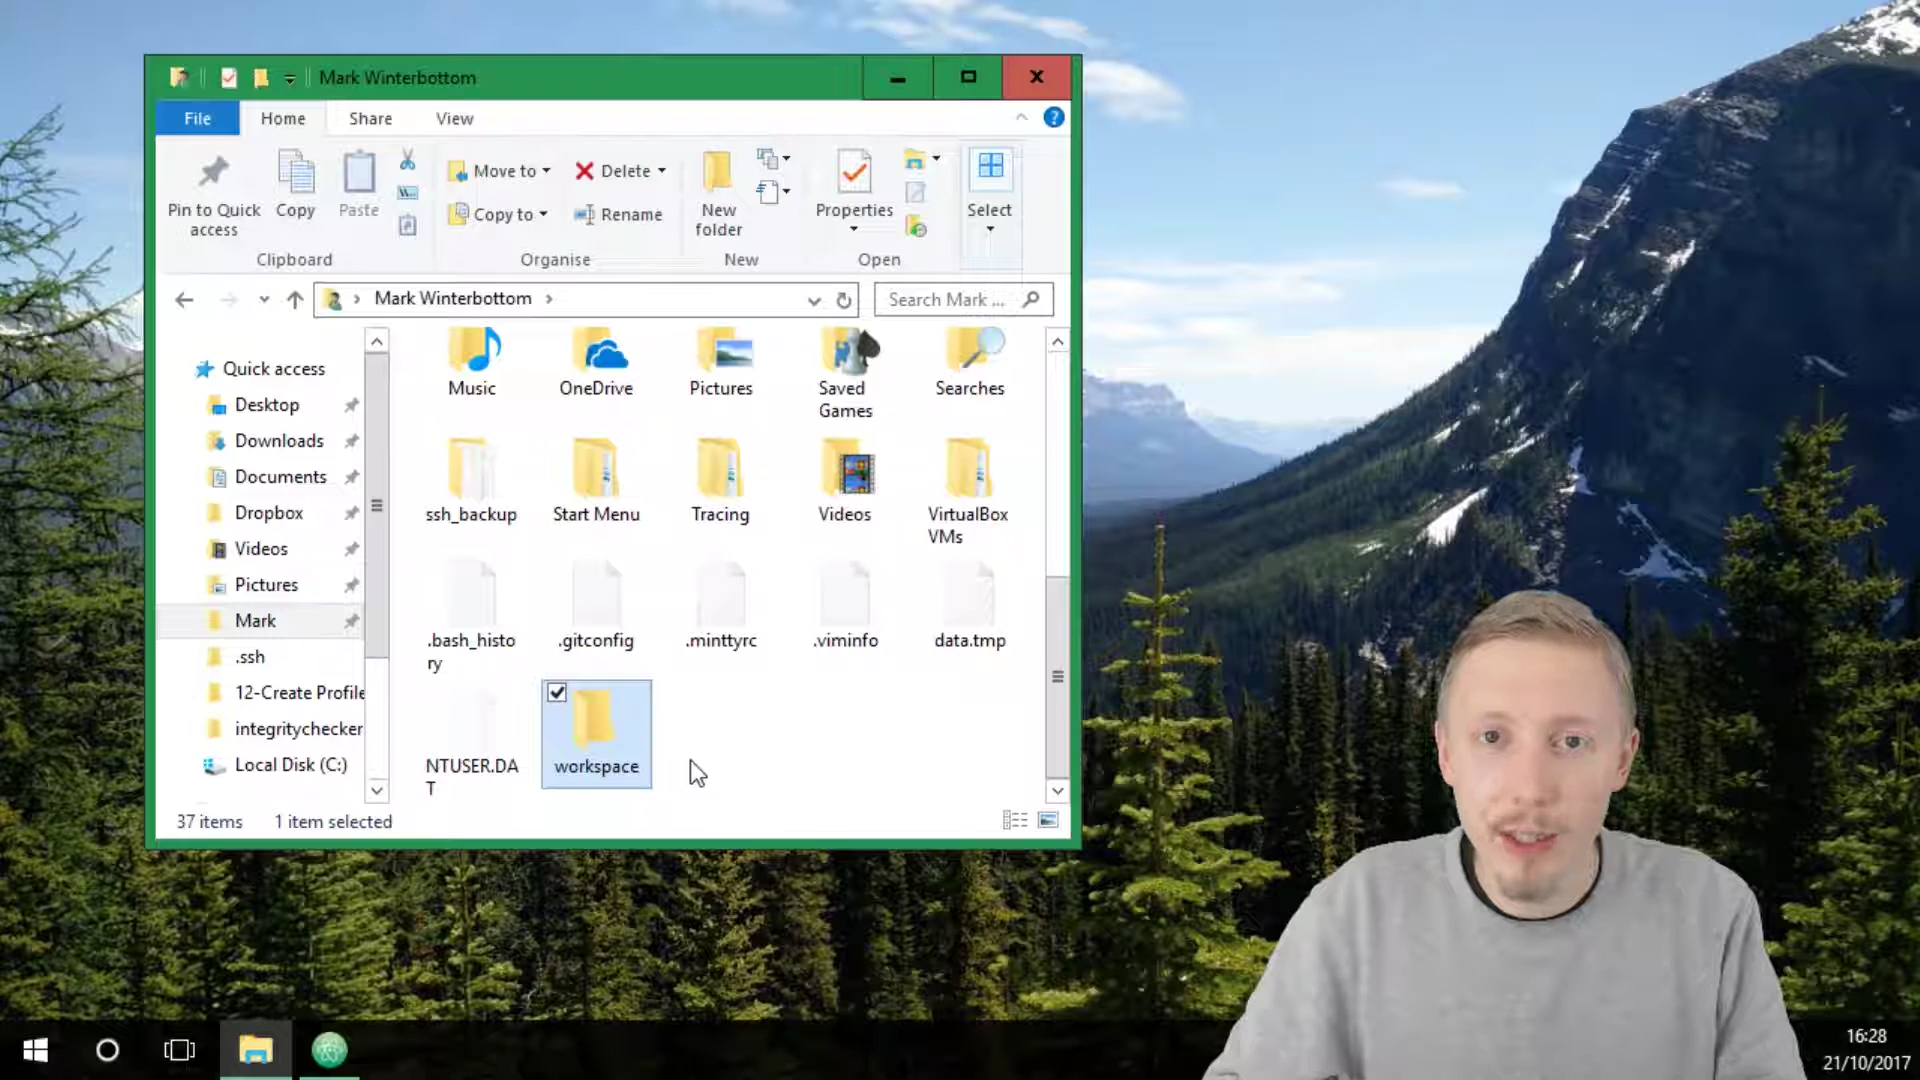 Mark Winterbottom
File
Home
Share
View
Pin to Quick
access
Copy
Paste
Move to
Copy to
Delete
Rename
New
folder
Properties
Select
Clipboard
Organise
New
Open
Mark Winterbottom
Search Mark ...
Quick access
Desktop
Downloads
Documents
Dropbox
Videos
Pictures
Mark
.ssh
12-Create Profile
integritychecker
Local Disk (C:)
Music
OneDrive
Pictures
Saved
Games
Searches
ssh_backup
Start Menu
Tracing
Videos
VirtualBox
VMs
.bash_histo
ry
.gitconfig
.minttyrc
.viminfo
data.tmp
NTUSER.DA
T
workspace
37 items
1 item selected
16:28
21/10/2017